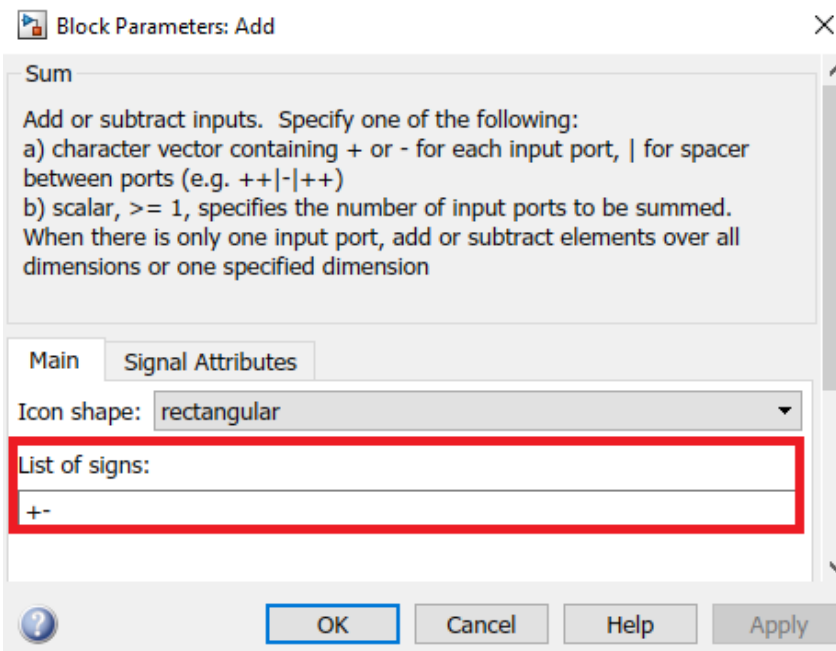 Block Parameters: Add
Sum
Add or subtract inputs.  Specify one of the following:
a) character vector containing + or - for each input port, | for spacer
between ports (e.g. ++|-|++)
b) scalar, >= 1, specifies the number of input ports to be summed.
When there is only one input port, add or subtract elements over all
dimensions or one specified dimension
Main Signal Attributes
Icon shape: rectangular
List of signs:
+-
? OK Cancel Help Apply